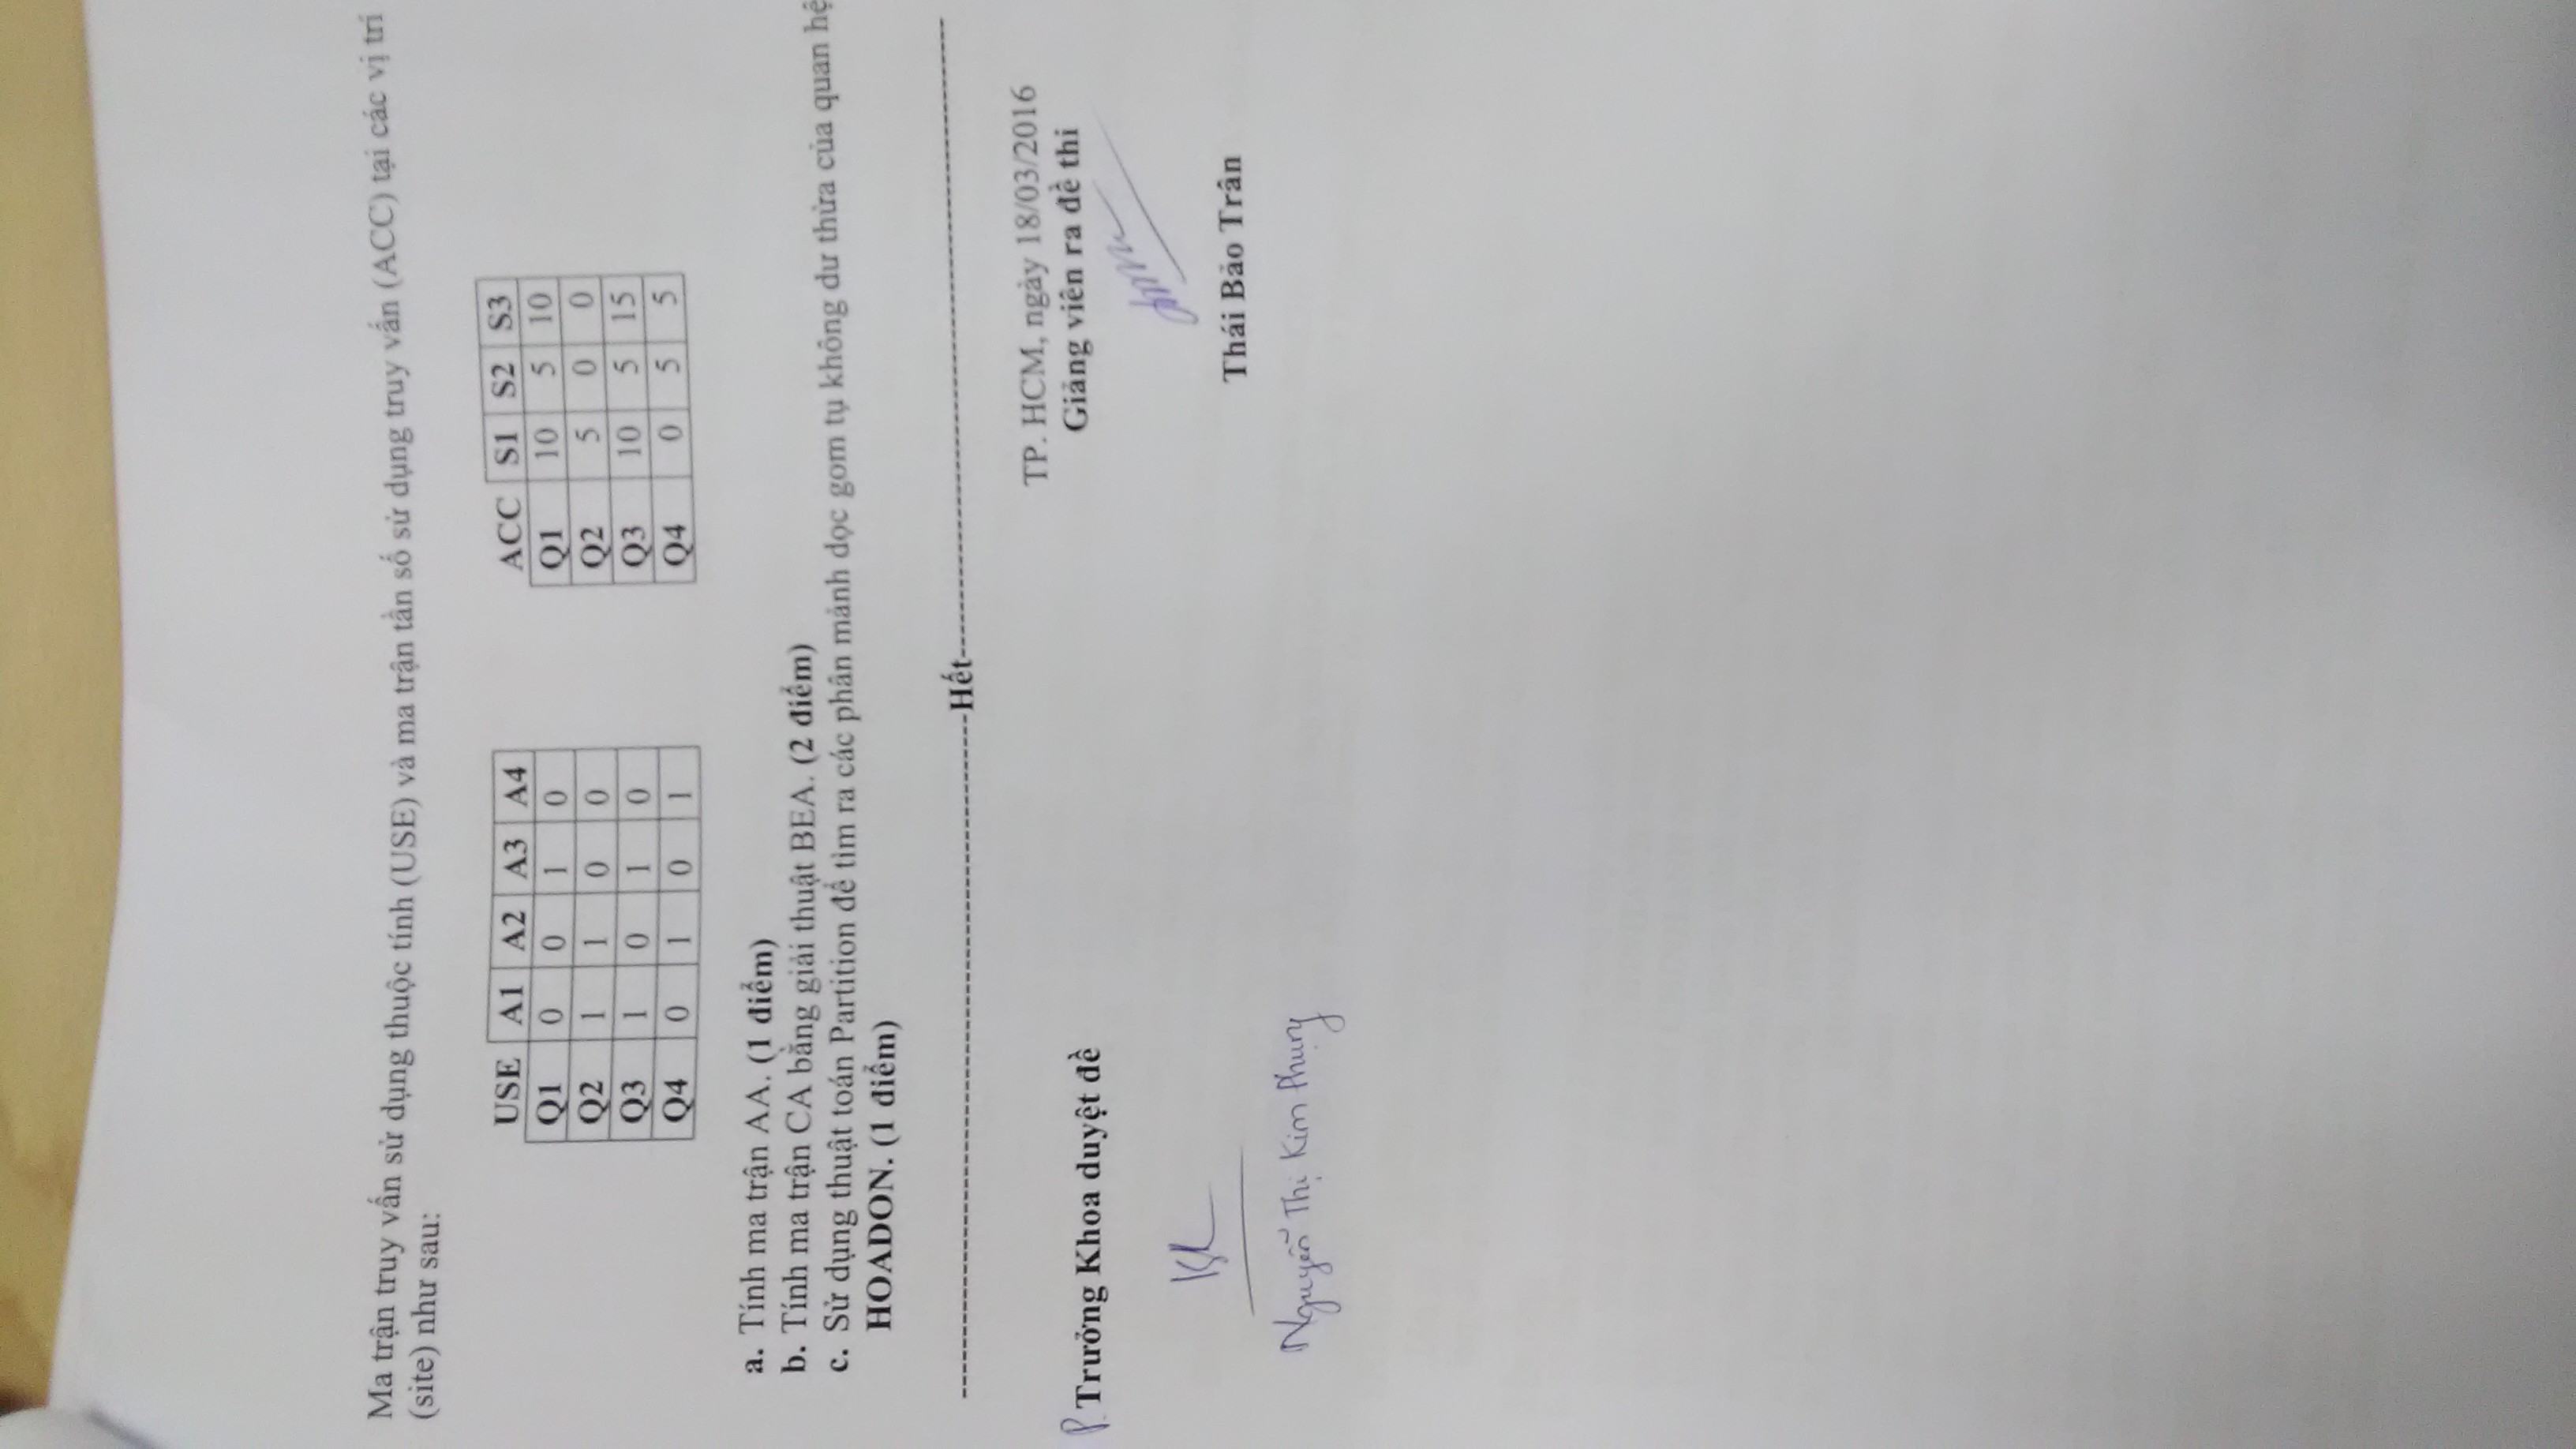 Ma trận truy vấn sử dụng thuộc tính (USE) và ma trận tần số sử dụng truy vấn (ACC) tại các vị trí
(site) như sau:
USE A1 A2 A3 A4
Q1 0 0 1 0
Q2 1 1 0 0
Q3 1 0 1 0
Q4 0 1 0 1
ACC S1 S2 S3
Q1 10 5 10
Q2 5 0 0
Q3 10 5 15
Q4 0 5 5
a. Tính ma trận AA. (1 điểm)
b. Tính ma trận CA bằng giải thuật BEA. (2 điểm)
c. Sử dụng thuật toán Partition để tìm ra các phân mảnh dọc gom tụ không dư thừa của quan hệ
HOADON. (1 điểm)
Hết
TP. HCM, ngày 18/03/2016
P. Trưởng Khoa duyệt đề
Giảng viên ra đề thi
Thái Bảo Trân
Nguyễn Thị Kim Phụng